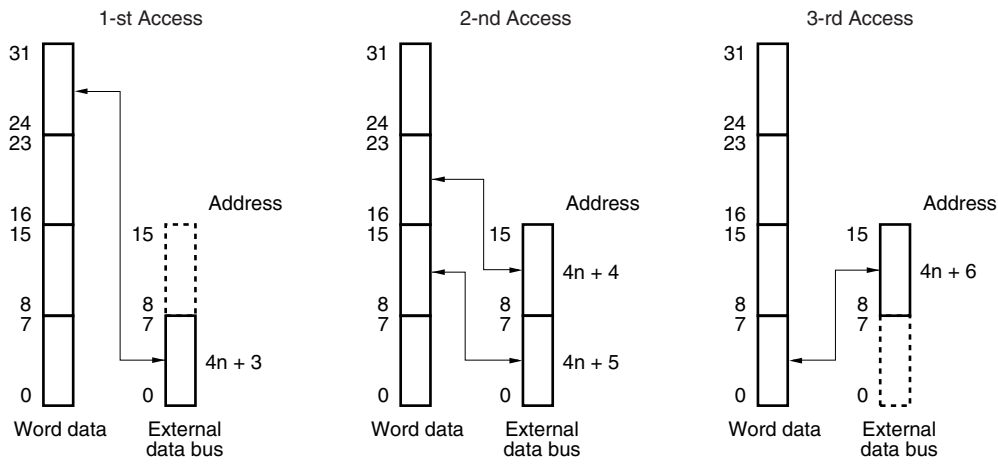 1-st Access
31
24
23
16
15
8
7
0
Word data
Address
15
8
7
0
4n + 3
External
data bus
2-nd Access
31
24
23
16
15
8
7
0
Word data
Address
15
8
7
0
4n + 4
4n + 5
External
data bus
3-rd Access
31
24
23
16
15
8
7
0
Word data
Address
15
8
7
0
4n + 6
External
data bus